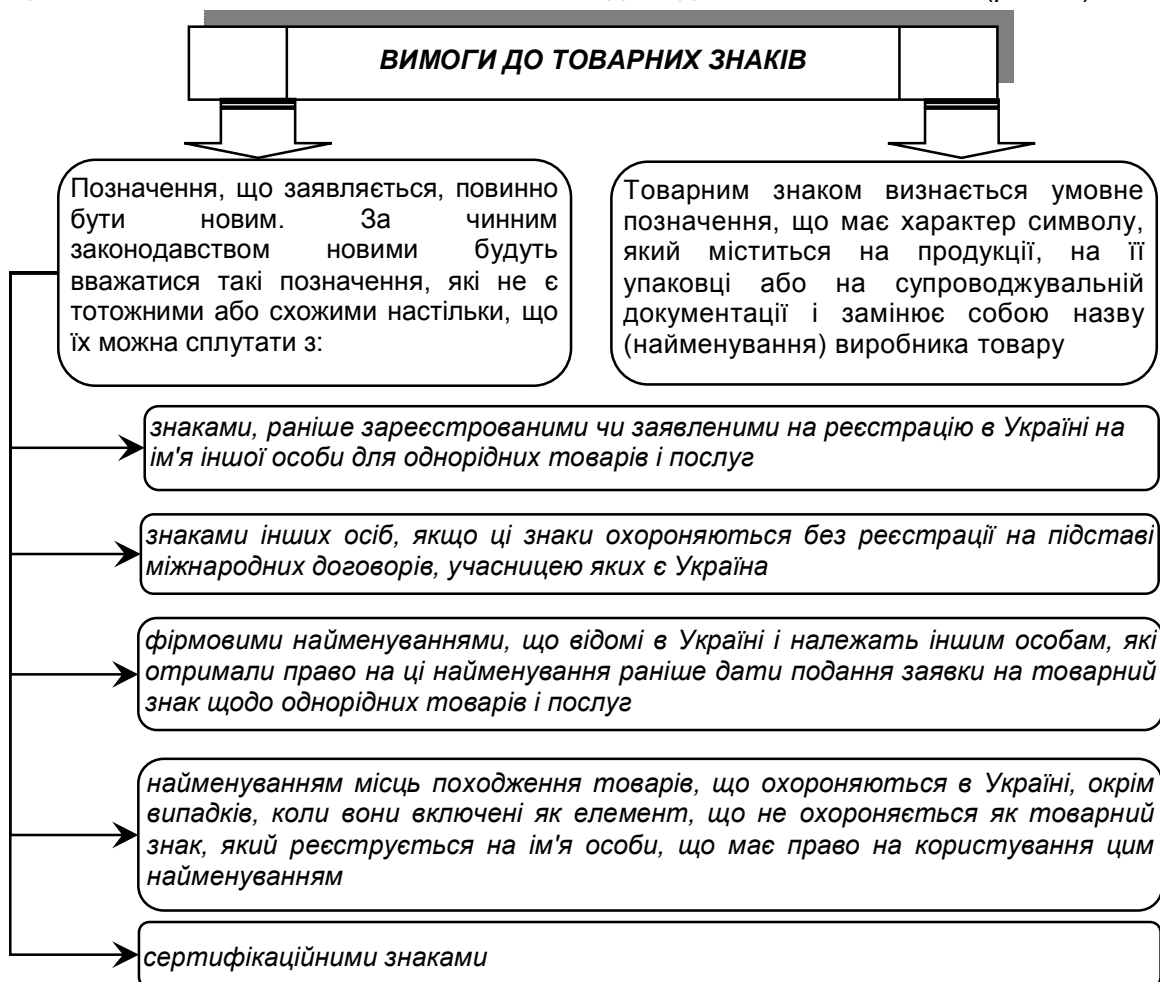 ВИМОГИ ДО ТОВАРНИХ ЗНАКІВ
Позначення, що заявляється, повинно
бути новим. За чинним
законодавством новими будуть
вважатися такі позначення, які не є
тотожними або схожими настільки, що
їх можна сплутати з:
Товарним знаком визнається умовне
позначення, що має характер символу,
який міститься на продукції, на її
упаковці або на супроводжувальній
документації і замінює собою назву
(найменування) виробника товару
знаками, раніше зареєстрованими чи заявленими на реєстрацію в Україні на
ім'я іншої особи для однорідних товарів і послуг
знаками інших осіб, якщо ці знаки охороняються без реєстрації на підставі
міжнародних договорів, учасницею яких є Україна
фірмовими найменуваннями, що відомі в Україні і належать іншим особам, які
отримали право на ці найменування раніше дати подання заявки на товарний
знак щодо однорідних товарів і послуг
найменуванням місць походження товарів, що охороняються в Україні, окрім
випадків, коли вони включені як елемент, що не охороняється як товарний
знак, який реєструється на ім'я особи, що має право на користування цим
найменуванням
сертифікаційними знаками